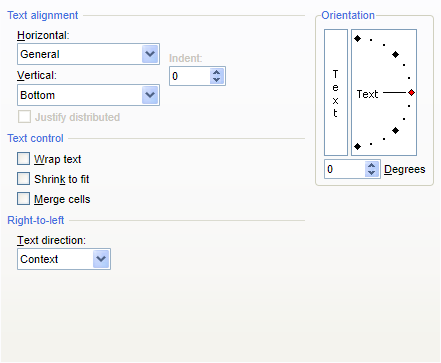 Text alignment
Horizontal:
General
Indent:
Vertical:
0
Bottom
Justify distributed
Text control
Wrap text
Shrink to fit
Merge cells
Right-to-left
Text direction:
Context
Orientation
Text
Text
0 Degrees